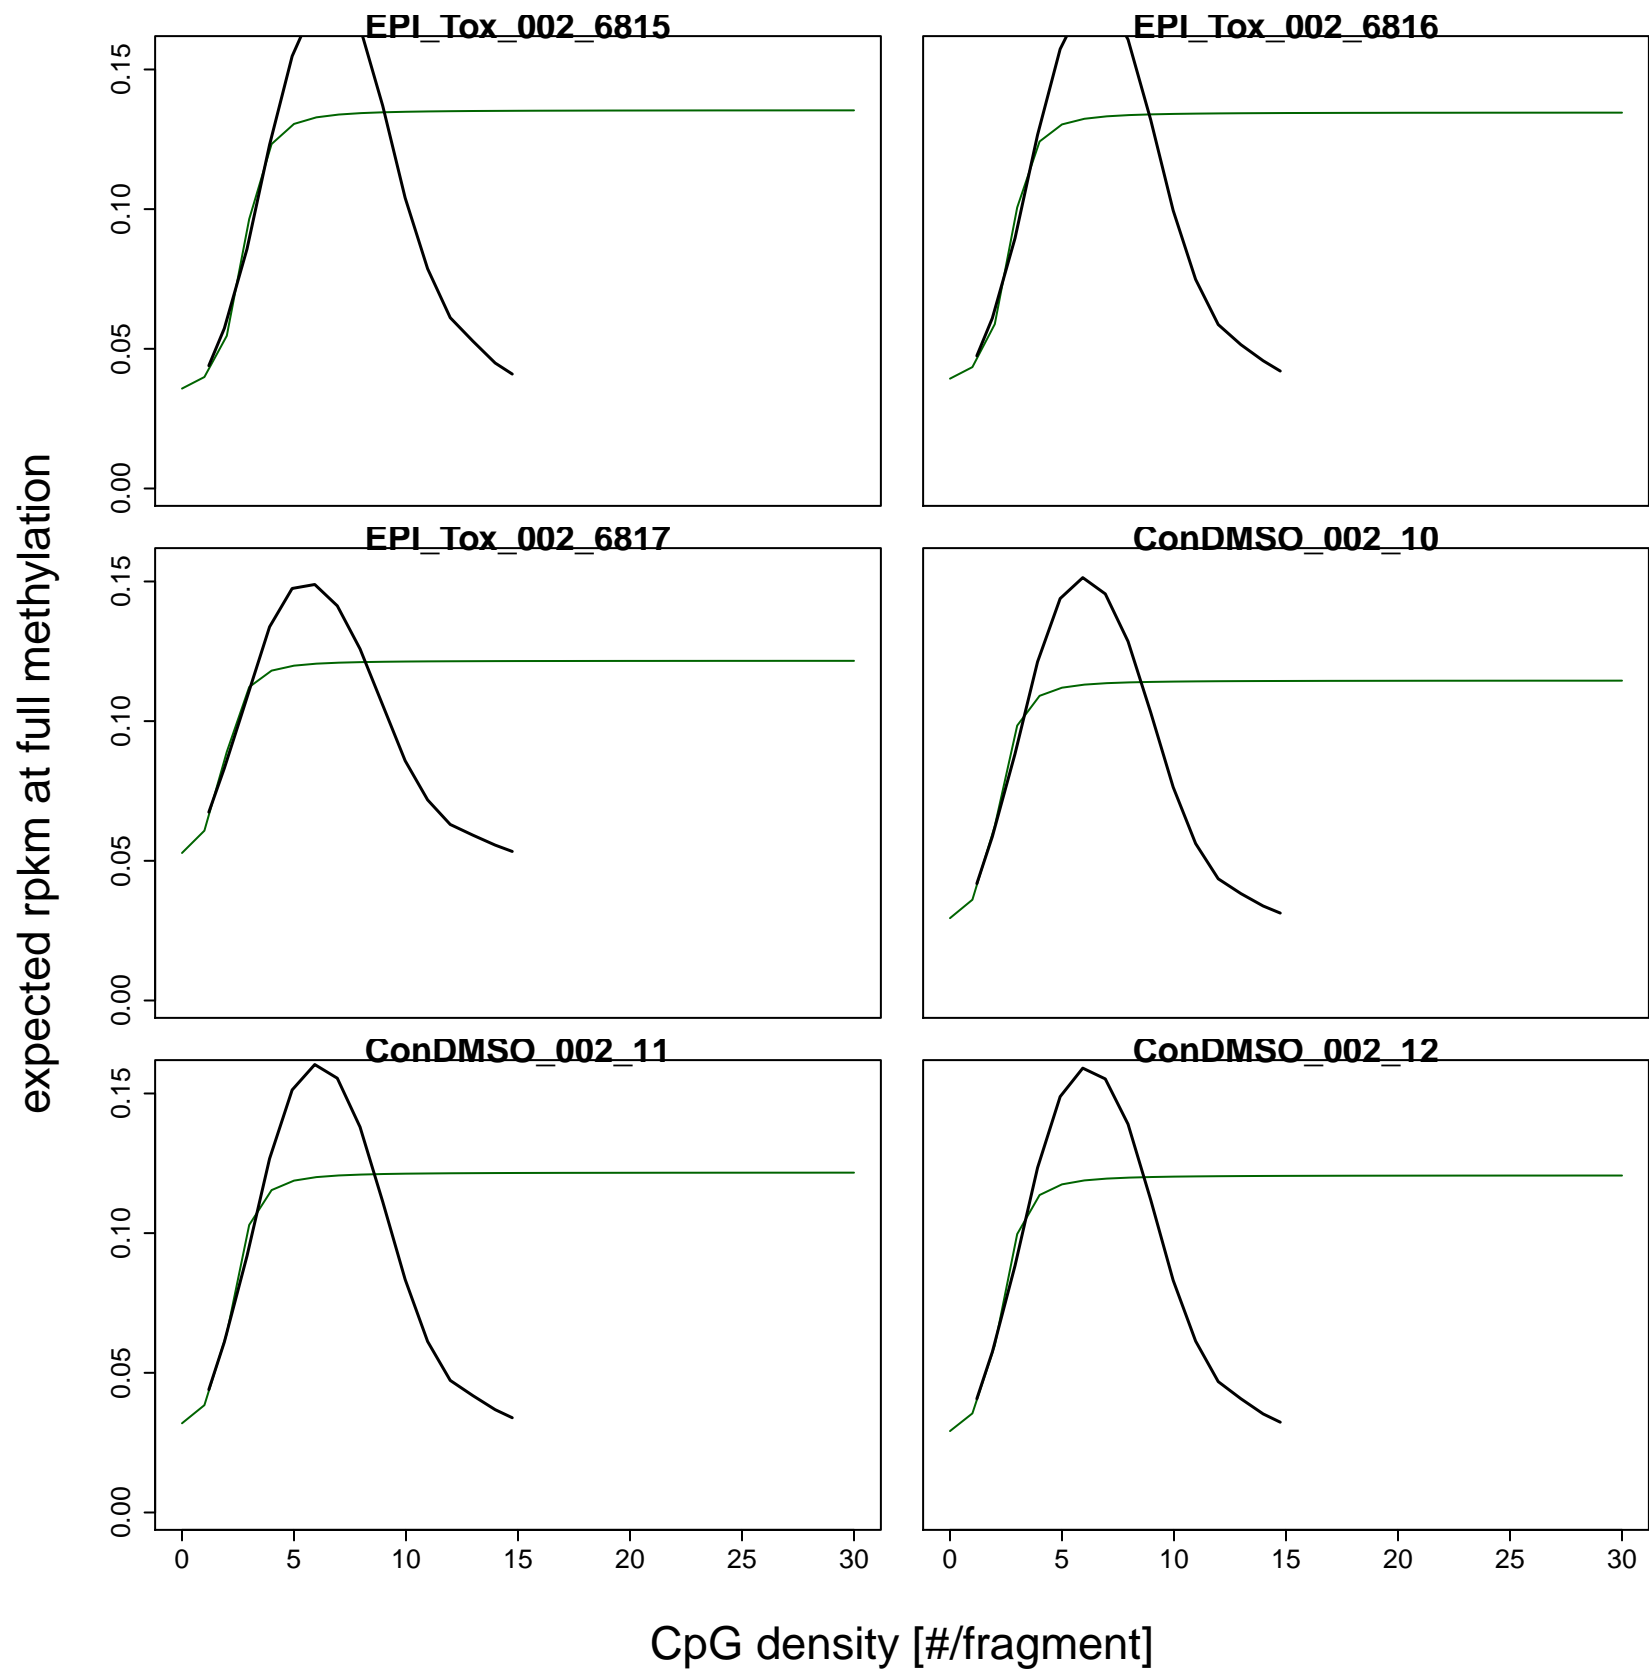 EPI_Tox_002_6815
EPI_Tox_002_6816
0.15
0.10
0.05
0.00
EPI_Tox_002_6817
ConDMSO_002_10
0.15
0.10
0.05
0.00
ConDMSO_002_11
ConDMSO_002_12
0.15
0.10
0.05
0.00
0 5 10 15 20 25 30
0 5 10 15 20 25 30
expected rpkm at full methylation
CpG density [#/fragment]